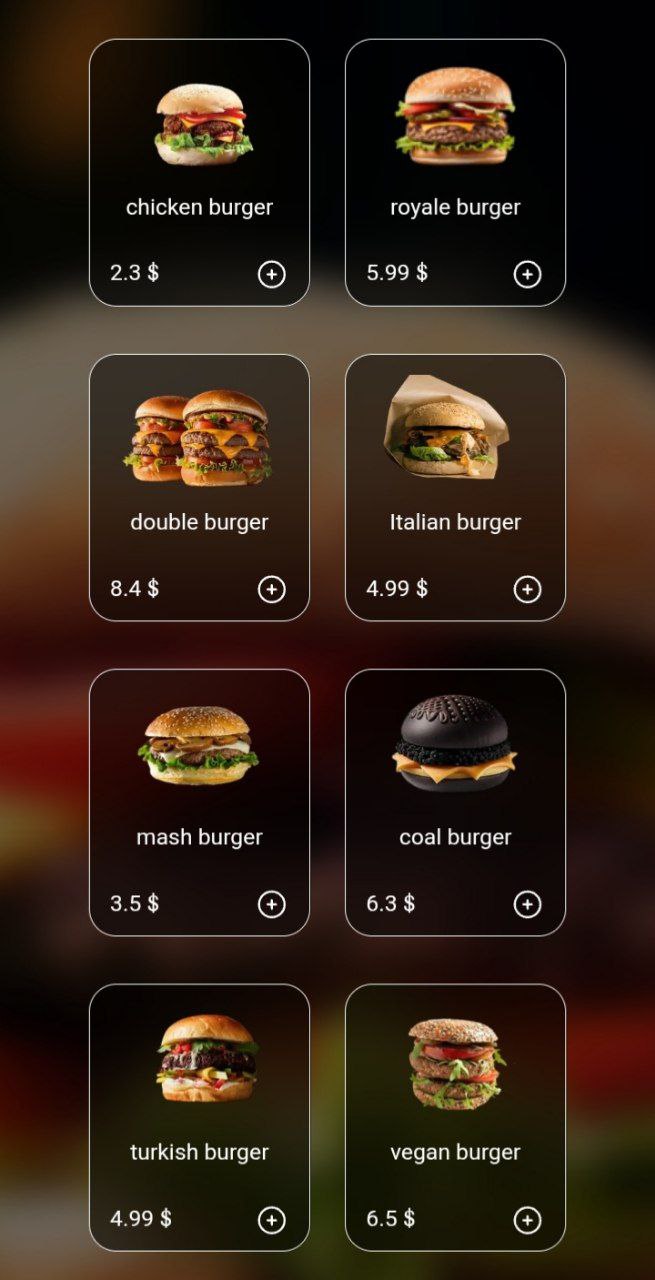 chicken burger
2.3 $
royale burger
5.99 $
double burger
8.4 $
Italian burger
4.99 $
mash burger
3.5 $
coal burger
6.3 $
turkish burger
4.99 $
vegan burger
6.5 $